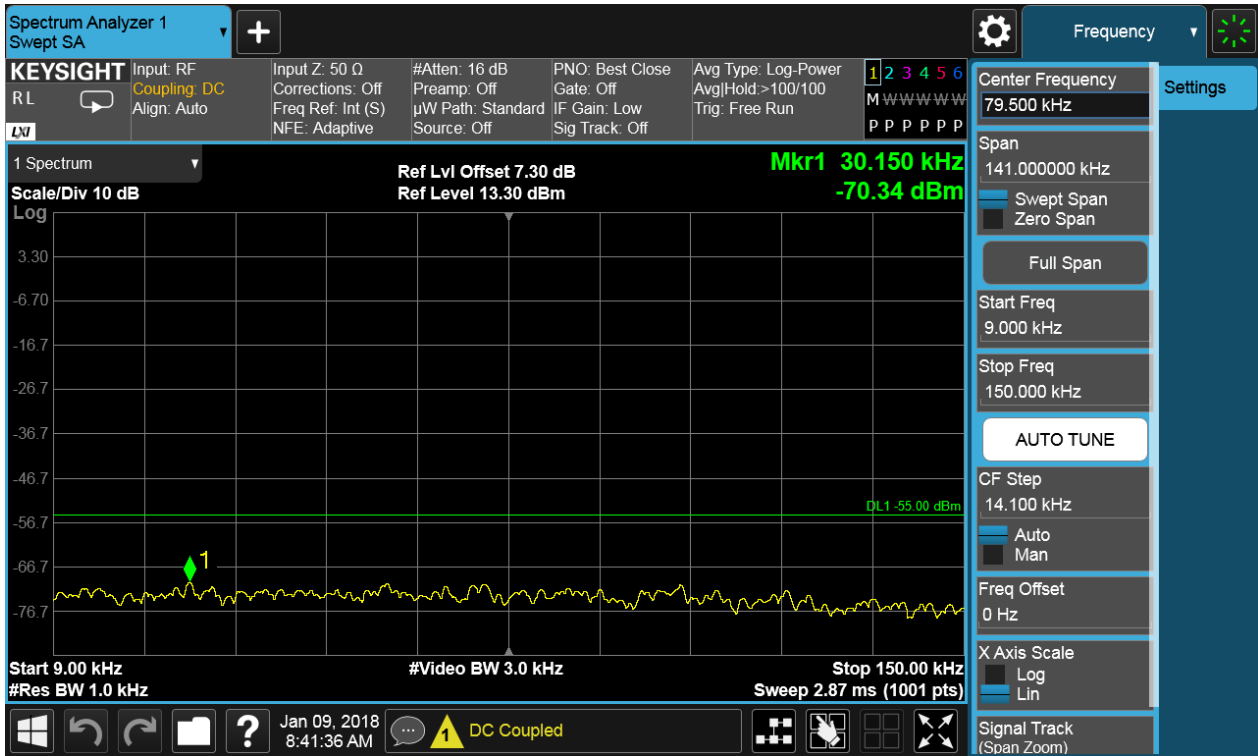 Spectrum Analyzer 1
Swept SA
Frequency
KEYSIGHT
R L
LXI
Input: RF
Coupling: DC
Align: Auto
Input Z: 50 Ω
Corrections: Off
Freq Ref: Int (S)
NFE: Adaptive
#Atten: 16 dB
Preamp: Off
µW Path: Standard
Source: Off
PNO: Best Close
Gate: Off
IF Gain: Low
Sig Track: Off
Avg Type: Log-Power
Avg|Hold:>100/100
Trig: Free Run
1 2 3 4 5 6
M W W W W W
P P P P P P
1 Spectrum
Scale/Div 10 dB
Ref Lvl Offset 7.30 dB
Ref Level 13.30 dBm
Mkr1 30.150 kHz
-70.34 dBm
Log
3.30
-6.70
-16.7
-26.7
-36.7
-46.7
-56.7
-66.7
-76.7
DL1 -55.00 dBm
1
Start 9.00 kHz
#Res BW 1.0 kHz
#Video BW 3.0 kHz
Stop 150.00 kHz
Sweep 2.87 ms (1001 pts)
Center Frequency
79.500 kHz
Span
141.000000 kHz
Swept Span
Zero Span
Full Span
Start Freq
9.000 kHz
Stop Freq
150.000 kHz
AUTO TUNE
CF Step
14.100 kHz
Auto
Man
Freq Offset
0 Hz
X Axis Scale
Log
Lin
Signal Track
(Span Zoom)
Settings
?
Jan 09, 2018
8:41:36 AM
1
DC Coupled